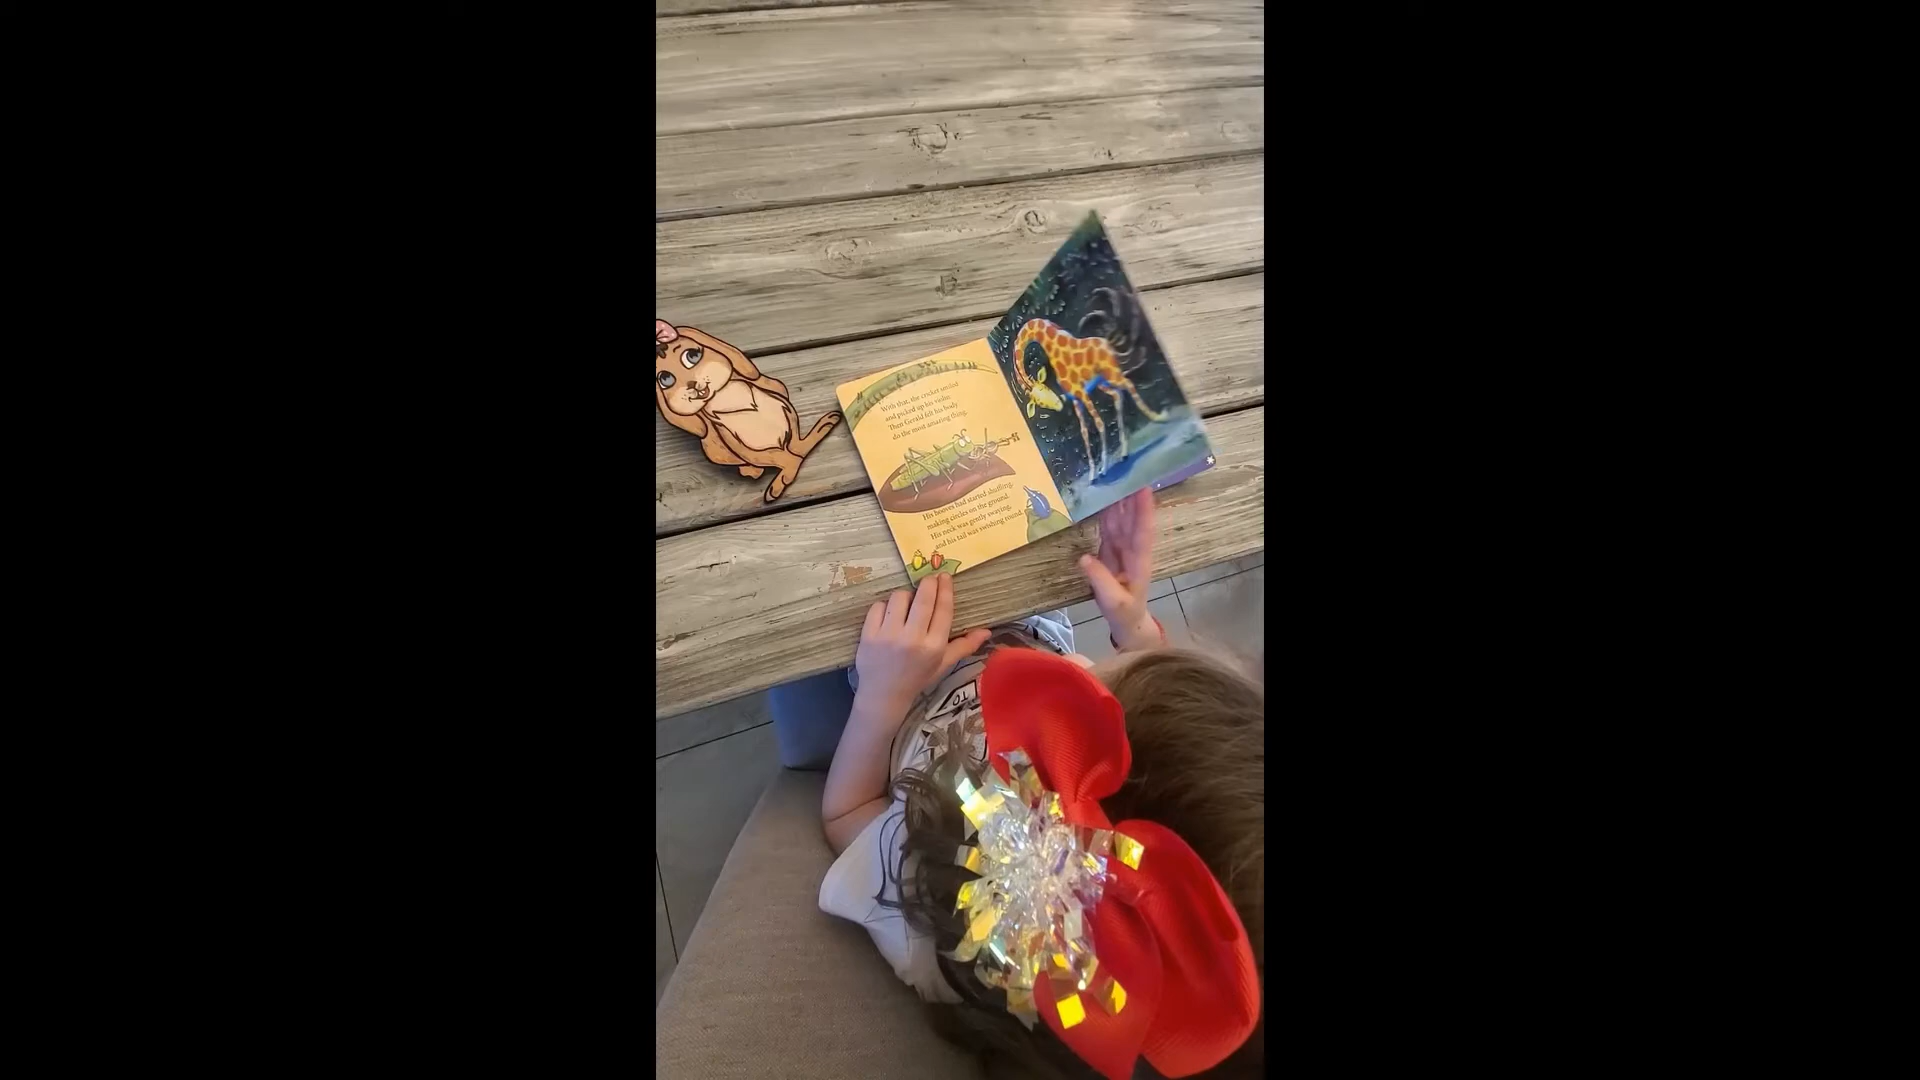 With that, the cricket smiled
and picked up his violin.
Then Gerald felt his body
do the most amazing thing.
His hooves had started shuffling,
making circles on the ground.
His neck was gently swaying,
and his tail was swishing round.
TO